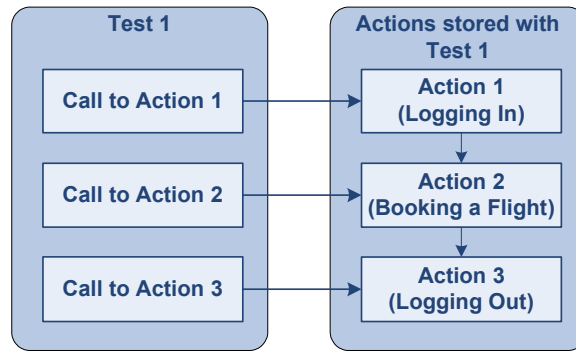 Test 1
Call to Action 1
Call to Action 2
Call to Action 3
Actions stored with
Test 1
Action 1
(Logging In)
Action 2
(Booking a Flight)
Action 3
(Logging Out)